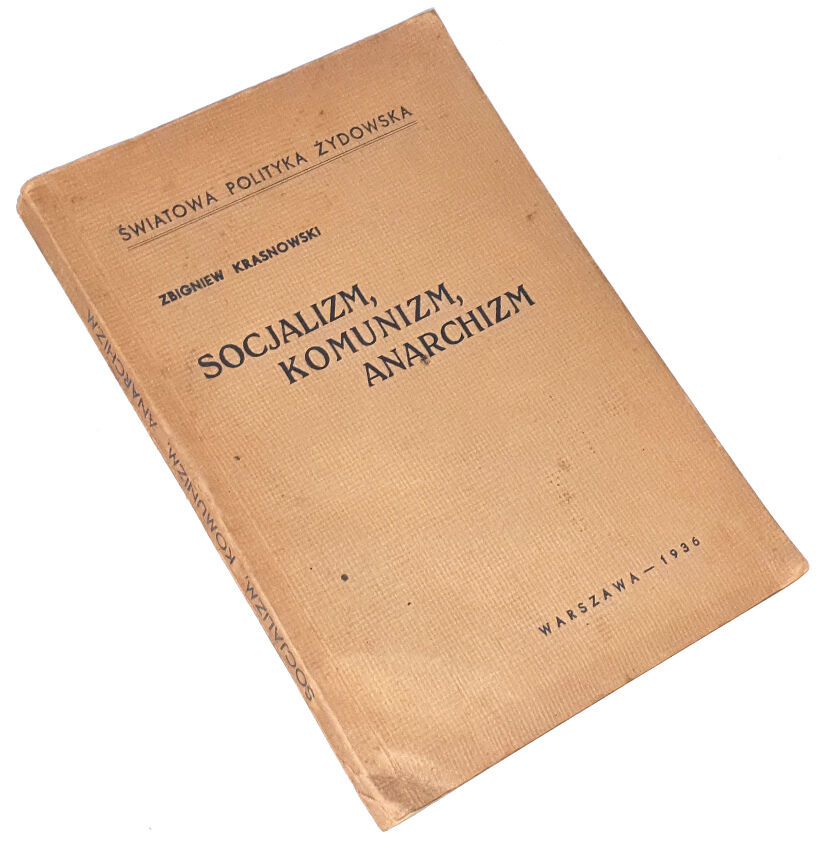 ŚWIATOWA POLITYKA ŻYDOWSKA
ZBIGNIEW KRASNOWSKI
SOCJALIZM,
KOMUNIZM,
ANARCHIZM
WARSZAWA — 1936
SOCJALIZM, KOMUNIZM, ANARCHIZM